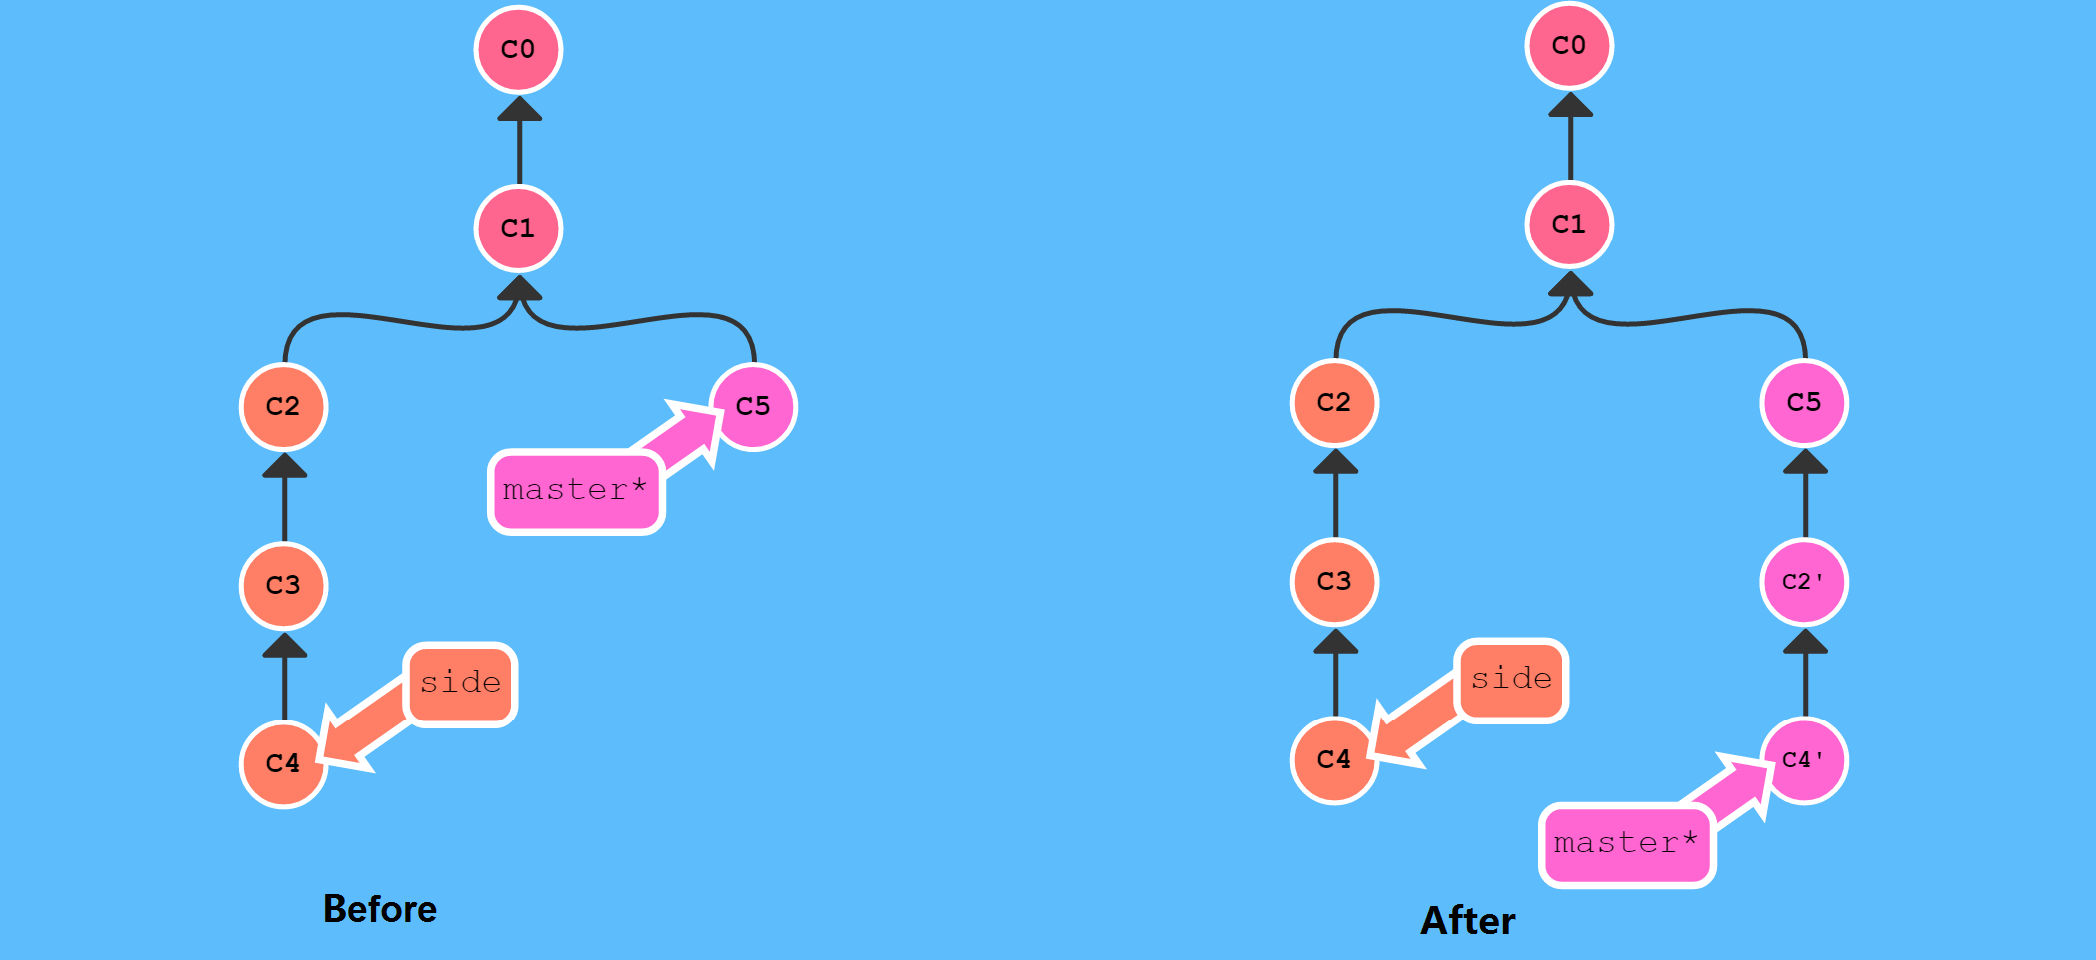 C0
C1
C2
C5
master*
C3
side
C4
Before
C0
C1
C2
C5
C3
C2'
side
C4
C4'
master*
After